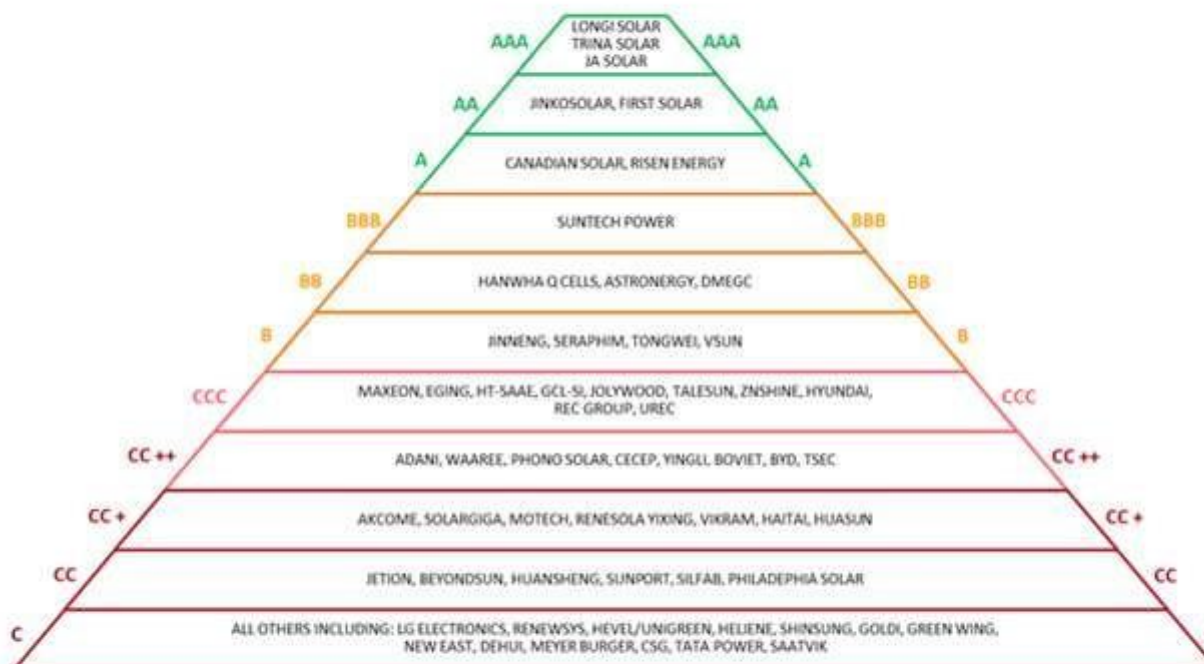 LONGI SOLAR
TRINA SOLAR
JA SOLAR
AAA AAA
JINKOSOLAR, FIRST SOLAR
AA AA
CANADIAN SOLAR, RISEN ENERGY
A A
SUNTECH POWER
BBB BBB
HANWHA Q CELLS, ASTRONERGY, DMEGC
BB BB
JINNENG, SERAPHIM, TONGWEI, VSUN
B B
MAXEON, EGING, HT-SAAE, GCL-SI, JOLYWOOD, TALESUN, ZNSHINE, HYUNDAI,
REC GROUP, UREC
CCC CCC
ADANI, WAAREE, PHONO SOLAR, CECEP, YINGLI, BOVIET, BYD, TSEC
CC ++ CC ++
AKCOME, SOLARGIGA, MOTECH, RENESOLA YIXING, VIKRAM, HAITAI, HUASUN
CC + CC +
JETION, BEYONDSUN, HUANSHENG, SUNPORT, SILFAB, PHILADEPHIA SOLAR
CC CC
ALL OTHERS INCLUDING: LG ELECTRONICS, RENEWSYS, HEVEL/UNIGREEN, HELIENE, SHINSUNG, GOLDI, GREEN WING,
NEW EAST, DEHUI, MEYER BURGER, CSG, TATA POWER, SAATVIK
C